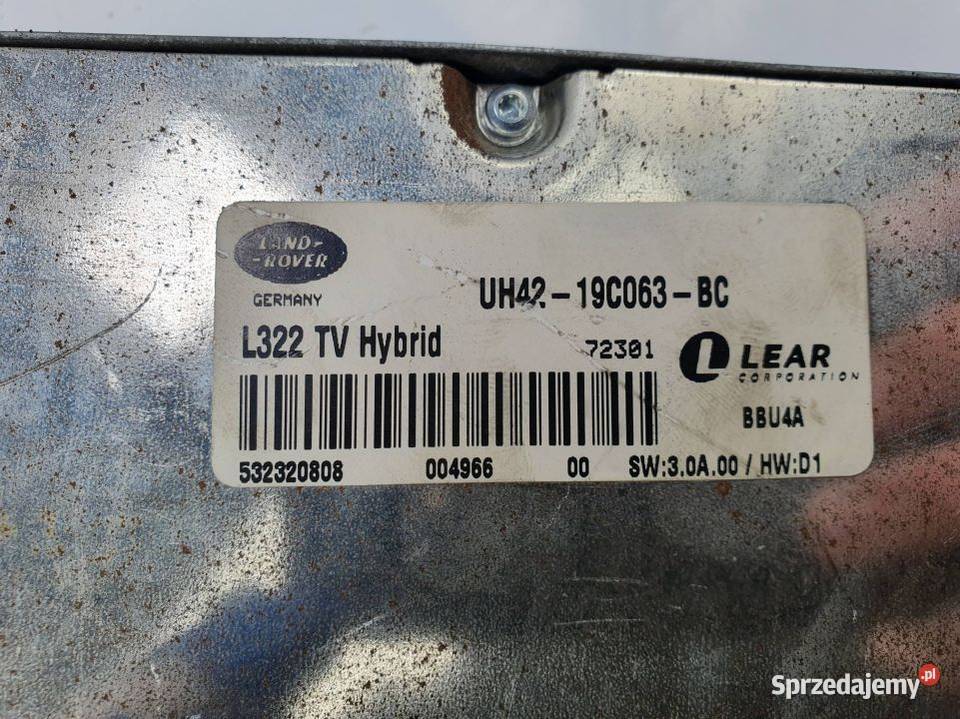 LAND-
-ROVER
GERMANY
UH42-19C063-BC
L322 TV Hybrid
72301
LEAR
CORPORATION
BBU4A
532320808 004966 00 SW:3.0A.00 / HW:D1
Sprzedajemy.pl